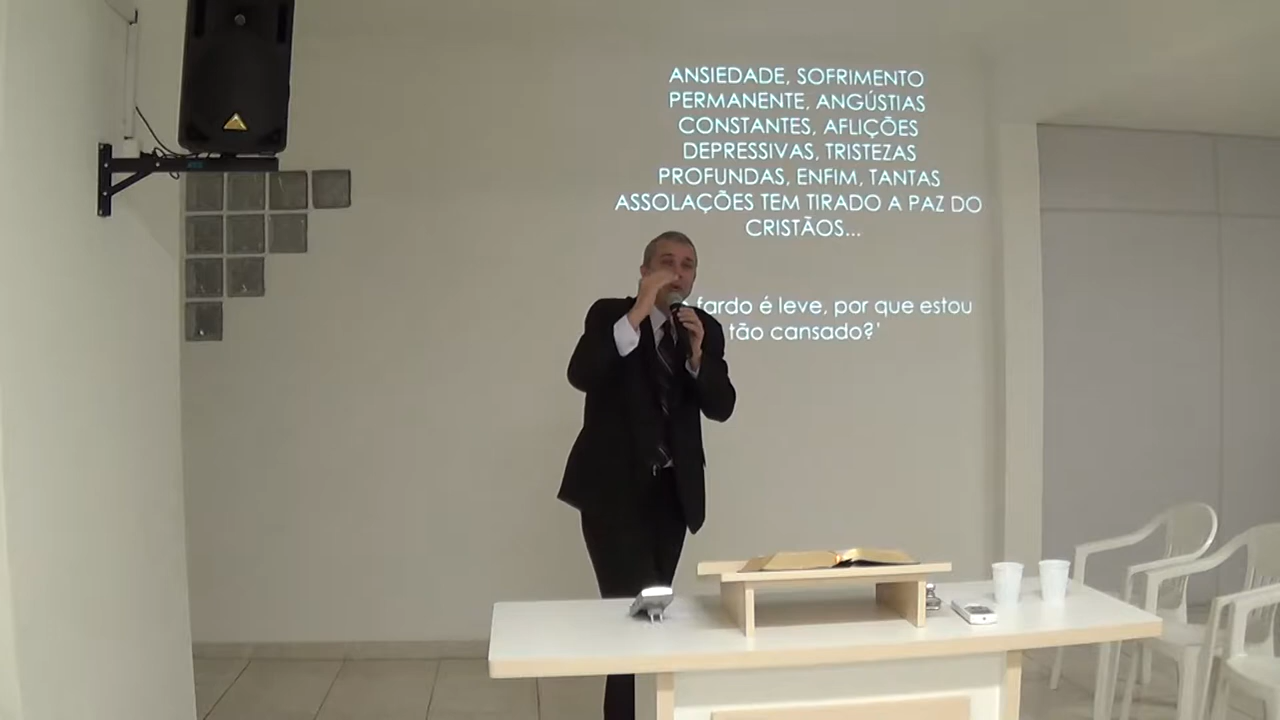 ANSIEDADE, SOFRIMENTO
PERMANENTE, ANGÚSTIAS
CONSTANTES, AFLIÇÕES
DEPRESSIVAS, TRISTEZAS
PROFUNDAS, ENFIM, TANTAS
ASSOLAÇÕES TEM TIRADO A PAZ DO
CRISTÃOS...
fardo é leve, por que estou
tão cansado?'